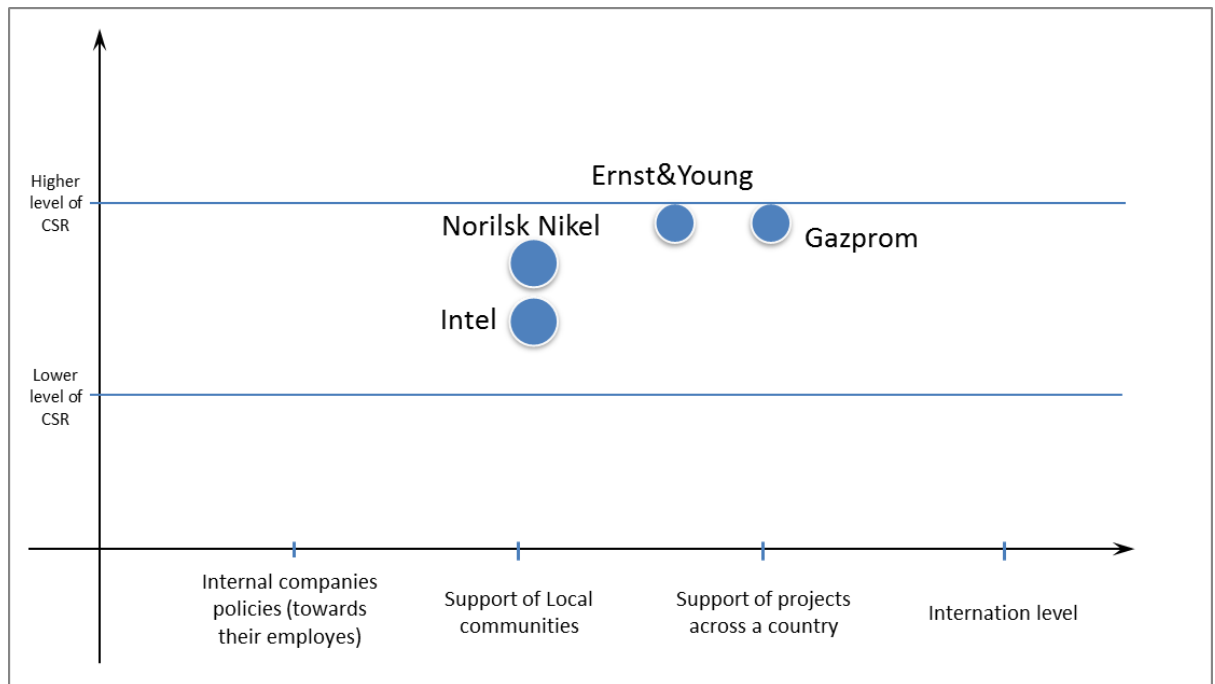 Higher
level of
CSR
Ernst&Young
Norilsk Nikel
Gazprom
Intel
Lower
level of
CSR
Internal companies
policies (towards
their employes)
Support of Local
communities
Support of projects
across a country
Internation level